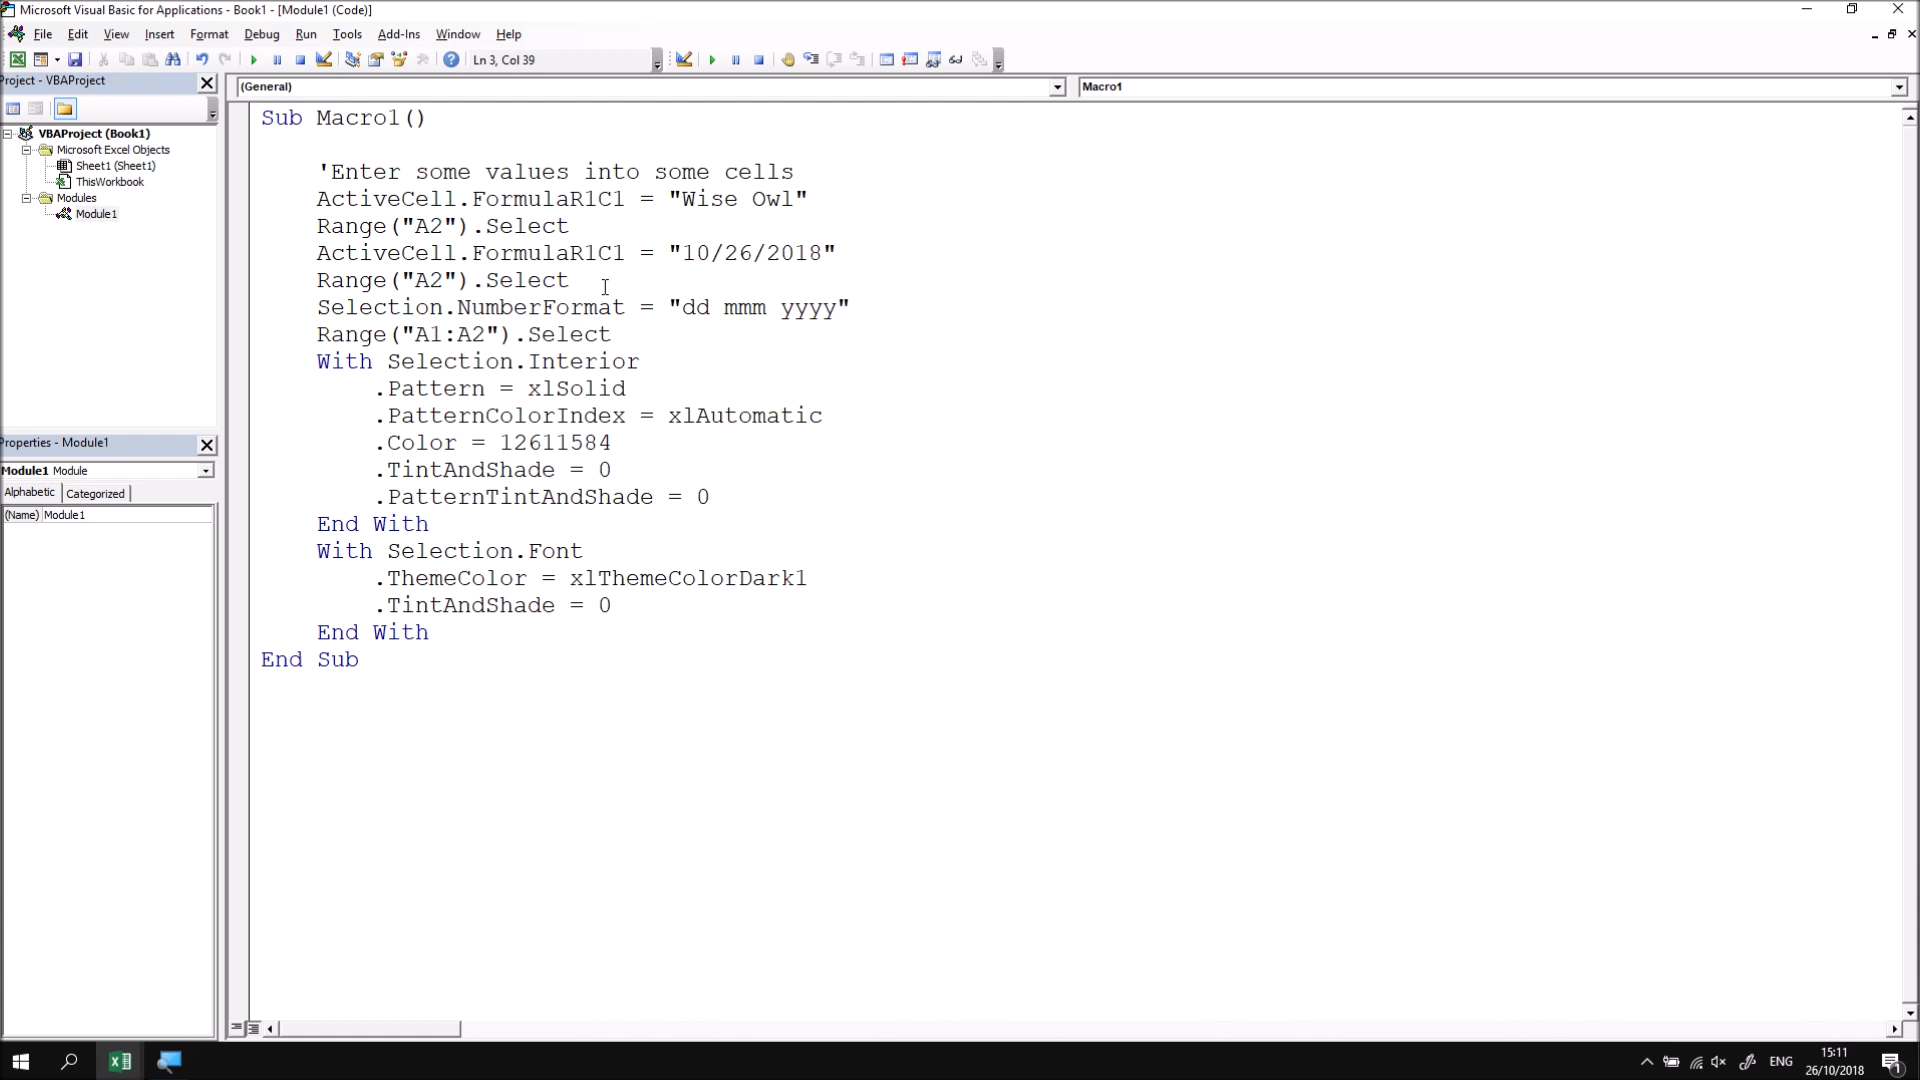 Microsoft Visual Basic for Applications - Book1 - [Module1 (Code)]
File Edit View Insert Format Debug Run Tools Add-Ins Window Help
Ln 3, Col 39
Project - VBAProject
VBAProject (Book1)
Microsoft Excel Objects
Sheet1 (Sheet1)
ThisWorkbook
Modules
Module1
Properties - Module1
Module1 Module
Alphabetic Categorized
(Name) Module1
(General) Macro1
Sub Macro1()
'Enter some values into some cells
ActiveCell.FormulaR1C1 = "Wise Owl"
Range("A2").Select
ActiveCell.FormulaR1C1 = "10/26/2018"
Range("A2").Select
Selection.NumberFormat = "dd mmm yyyy"
Range("A1:A2").Select
With Selection.Interior
.Pattern = xlSolid
.PatternColorIndex = xlAutomatic
.Color = 12611584
.TintAndShade = 0
.PatternTintAndShade = 0
End With
With Selection.Font
.ThemeColor = xlThemeColorDark1
.TintAndShade = 0
End With
End Sub
ENG
15:11
26/10/2018
1